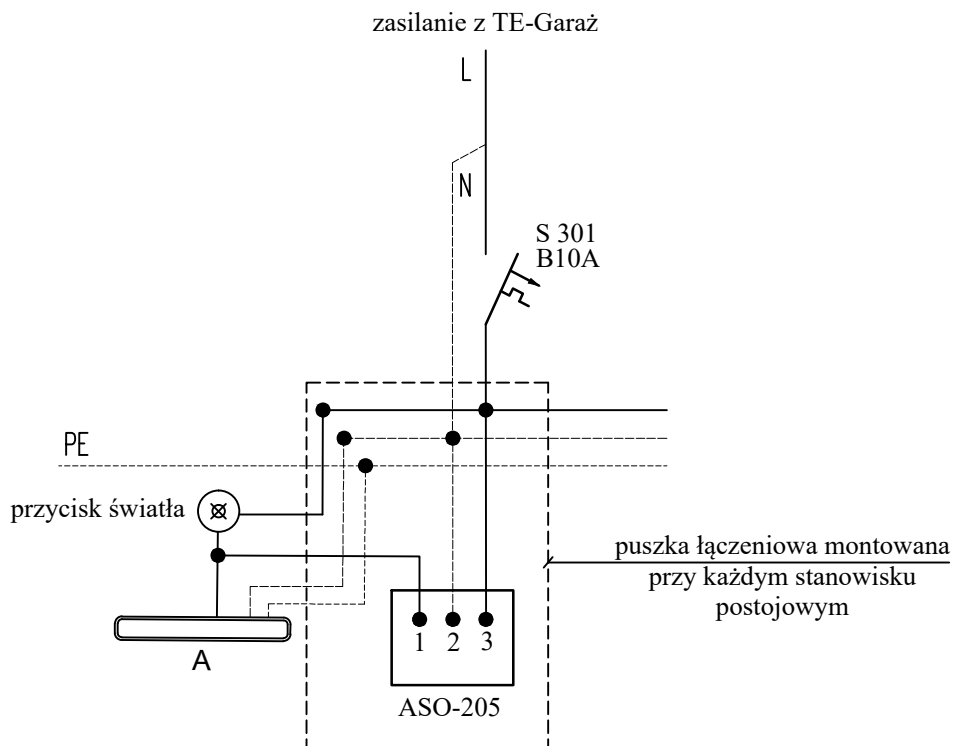 zasilanie z TE-Garaż
L
N
S 301
B10A
PE
przycisk światła
puszka łączeniowa montowana
przy każdym stanowisku
postojowym
1 2 3
A
ASO-205